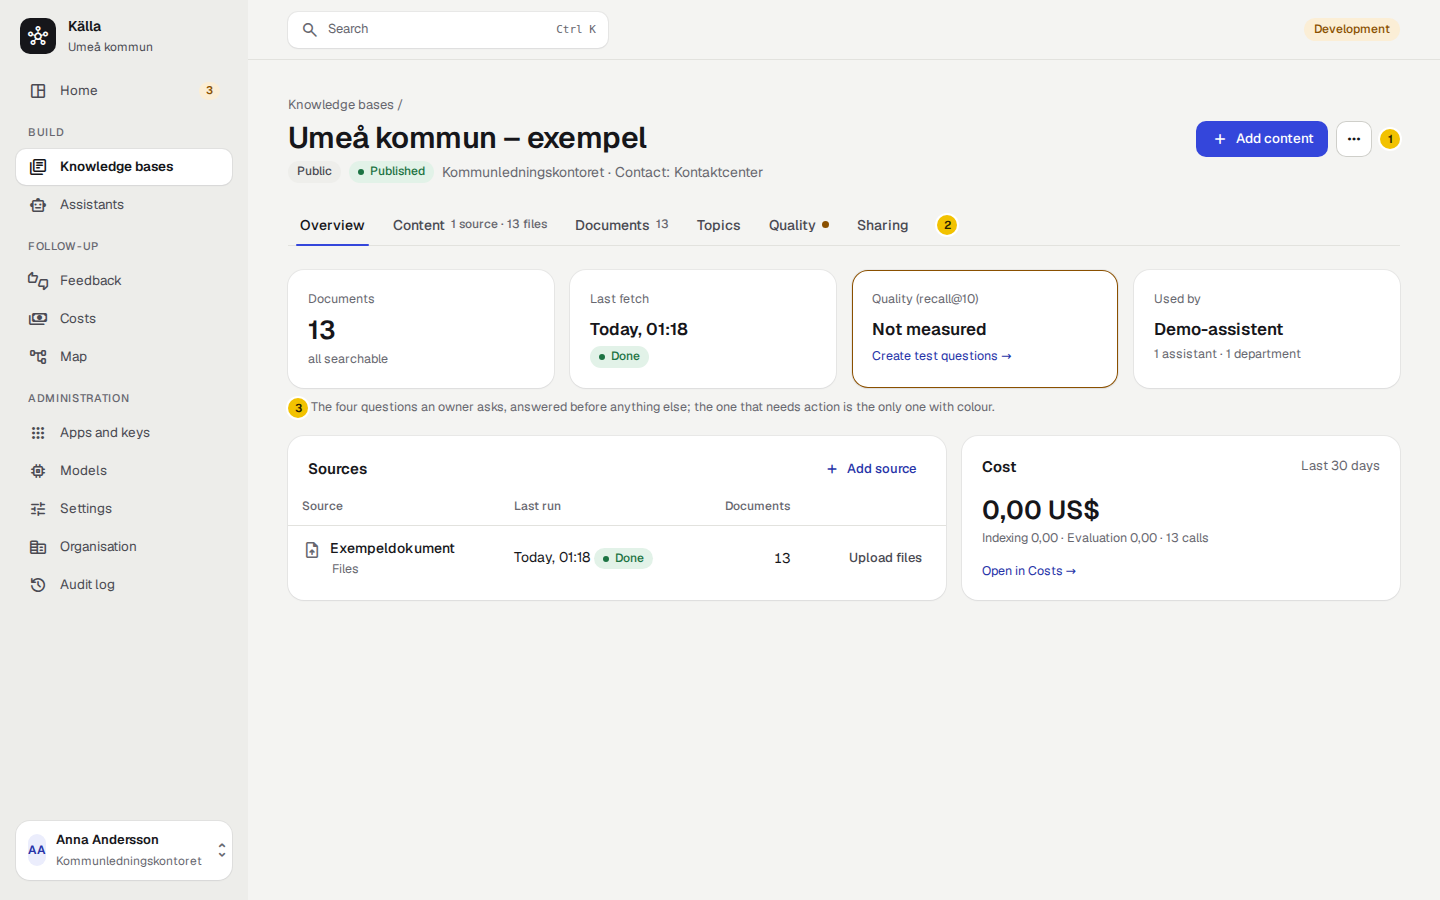 Källa
Umeå kommun
Home 3
BUILD
Knowledge bases
Assistants
FOLLOW-UP
Feedback
Costs
Map
ADMINISTRATION
Apps and keys
Models
Settings
Organisation
Audit log
AA
Anna Andersson
Kommunledningskontoret
Search Ctrl K
Development
Knowledge bases /
Umeå kommun – exempel
+ Add content ••• 1
Public Published Kommunledningskontoret · Contact: Kontaktcenter
Overview Content 1 source · 13 files Documents 13 Topics Quality Sharing 2
Documents
13
all searchable
Last fetch
Today, 01:18
Done
Quality (recall@10)
Not measured
Create test questions →
Used by
Demo-assistent
1 assistant · 1 department
3 The four questions an owner asks, answered before anything else; the one that needs action is the only one with colour.
Sources + Add source
Source Last run Documents
Exempeldokument Today, 01:18 Done 13 Upload files
Files
Cost Last 30 days
0,00 US$
Indexing 0,00 · Evaluation 0,00 · 13 calls
Open in Costs →